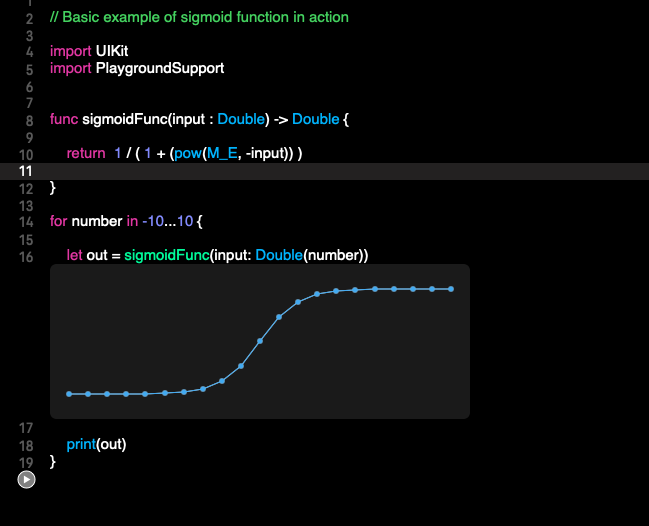 2 // Basic example of sigmoid function in action
3
4 import UIKit
5 import PlaygroundSupport
6
7
8 func sigmoidFunc(input : Double) -> Double {
9
10 return 1 / ( 1 + (pow(M_E, -input)) )
11
12 }
13
14 for number in -10...10 {
15
16 let out = sigmoidFunc(input: Double(number))
17
18 print(out)
19 }